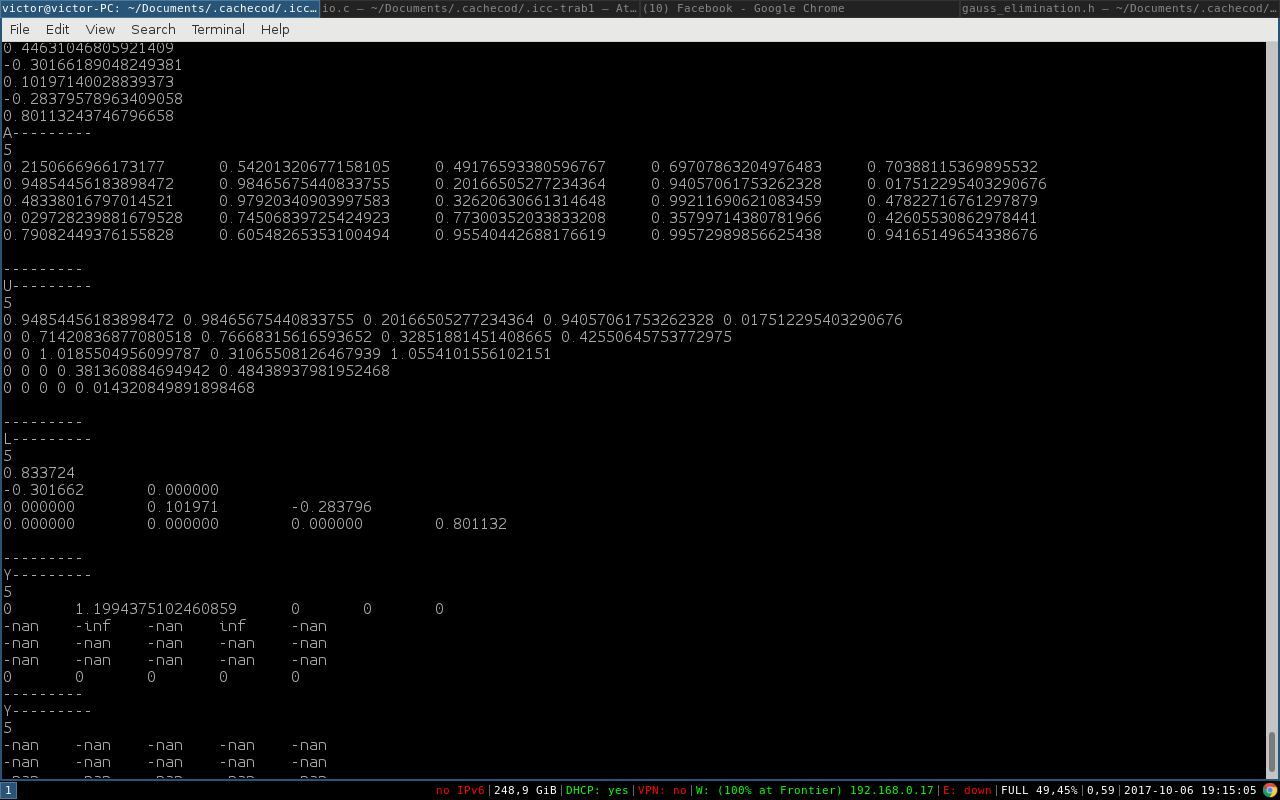 victor@victor-PC: ~/Documents/.cachecod/.icc… io.c — ~/Documents/.cachecod/.icc-trab1 — At… (10) Facebook - Google Chrome gauss_elimination.h — ~/Documents/.cachecod/…
File Edit View Search Terminal Help
0.44631046805921409
-0.30166189048249381
0.10197140028839373
-0.28379578963409058
0.80113243746796658
A---------
5
0.2150666966173177 0.54201320677158105 0.49176593380596767 0.69707863204976483 0.70388115369895532
0.94854456183898472 0.98465675440833755 0.20166505277234364 0.94057061753262328 0.017512295403290676
0.48338016797014521 0.97920340903997583 0.32620630661314648 0.99211690621083459 0.47822716761297879
0.029728239881679528 0.74506839725424923 0.77300352033833208 0.35799714380781966 0.42605530862978441
0.79082449376155828 0.60548265353100494 0.95540442688176619 0.99572989856625438 0.94165149654338676
---------
U---------
5
0.94854456183898472 0.98465675440833755 0.20166505277234364 0.94057061753262328 0.017512295403290676
0 0.71420836877080518 0.76668315616593652 0.32851881451408665 0.42550645753772975
0 0 1.0185504956099787 0.31065508126467939 1.0554101556102151
0 0 0 0.381360884694942 0.48438937981952468
0 0 0 0 0.014320849891898468
---------
L---------
5
0.833724
-0.301662 0.000000
0.000000 0.101971 -0.283796
0.000000 0.000000 0.000000 0.801132
---------
Y---------
5
0 1.1994375102460859 0 0 0
-nan -inf -nan inf -nan
-nan -nan -nan -nan -nan
-nan -nan -nan -nan -nan
0 0 0 0 0
---------
Y---------
5
-nan -nan -nan -nan -nan
-nan -nan -nan -nan -nan
-nan -nan -nan -nan -nan
1 no IPv6|248,9 GiB|DHCP: yes|VPN: no|W: (100% at Frontier) 192.168.0.17|E: down|FULL 49,45%|0,59|2017-10-06 19:15:05